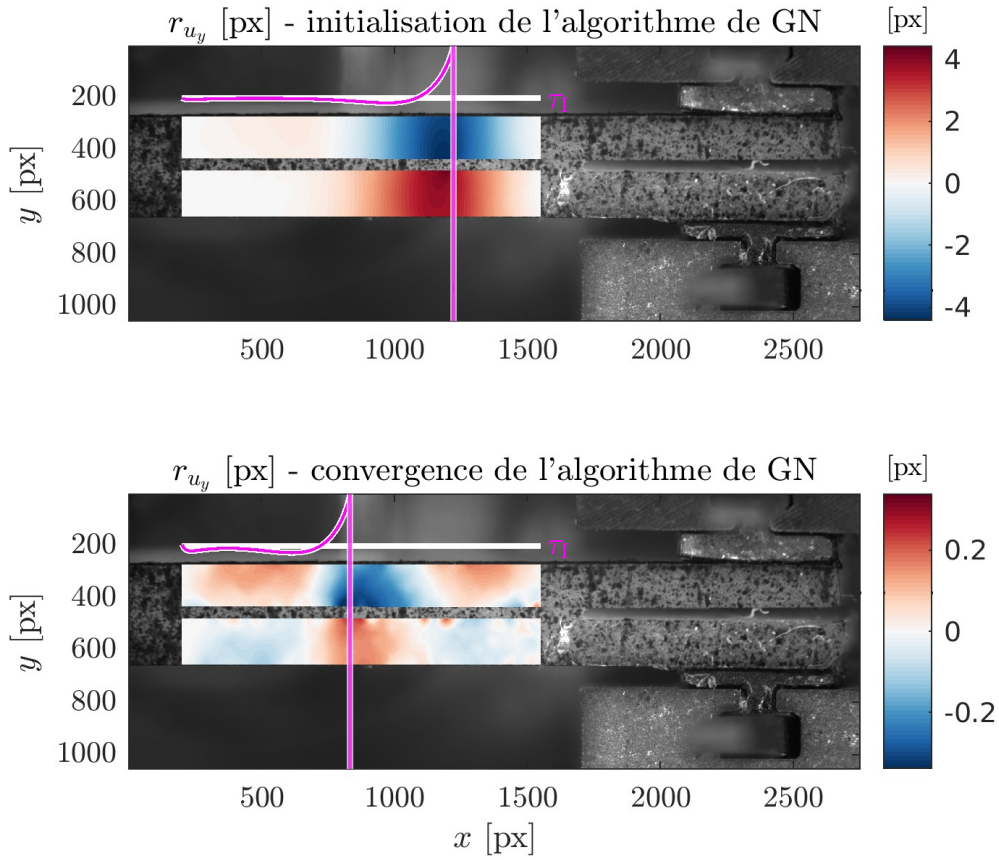 r_{u_y} [px] - initialisation de l'algorithme de GN
[px]
200
400
600
800
1000
y [px]
500 1000 1500 2000 2500
τ_I
4
2
0
-2
-4
r_{u_y} [px] - convergence de l'algorithme de GN
[px]
200
400
600
800
1000
y [px]
500 1000 1500 2000 2500
τ_I
0.2
0
-0.2
x [px]